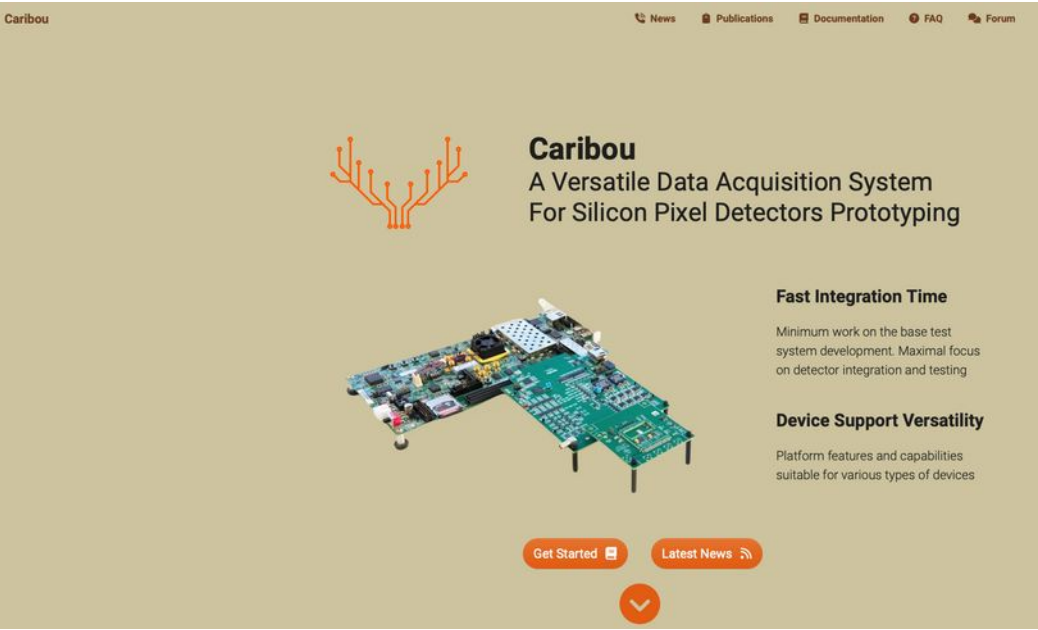 Caribou
News
Publications
Documentation
FAQ
Forum
Caribou
A Versatile Data Acquisition System
For Silicon Pixel Detectors Prototyping
Fast Integration Time
Minimum work on the base test
system development. Maximal focus
on detector integration and testing
Device Support Versatility
Platform features and capabilities
suitable for various types of devices
Get Started
Latest News